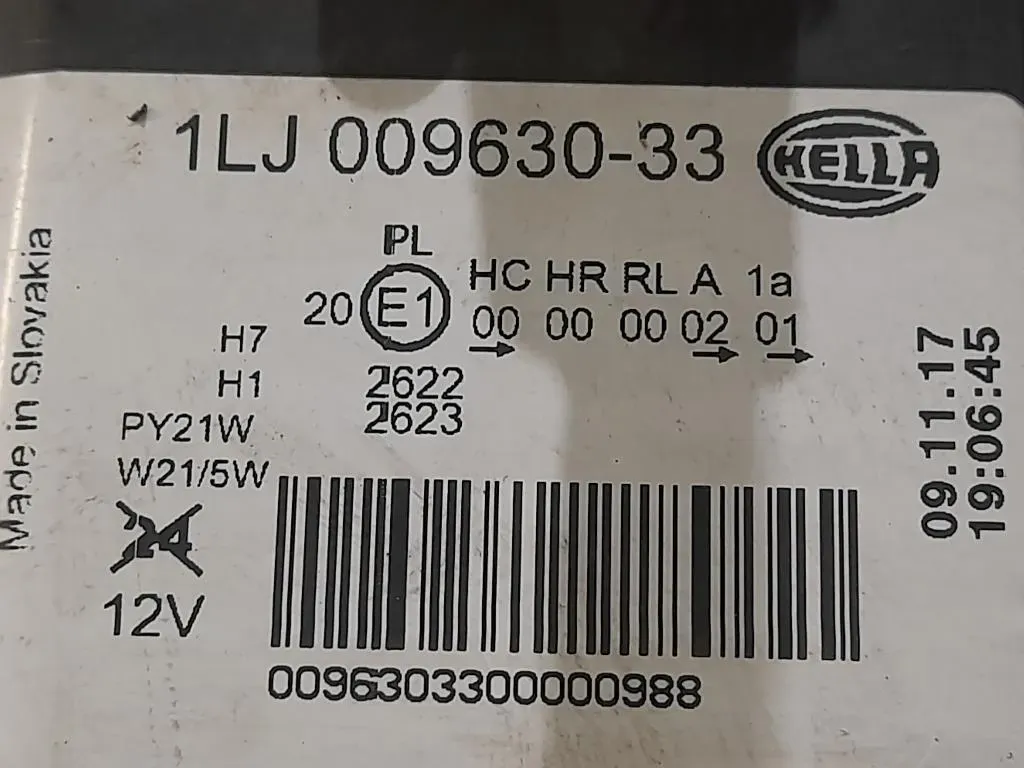 1LJ 009630-33 HELLA
PL
20 E1 HC HR RL A 1a
00 00 00 02 01
H7
H1
2622
2623
PY21W
W21/5W
24
12V
0096303300000988
Made in Slovakia
09.11.17
19:06:45